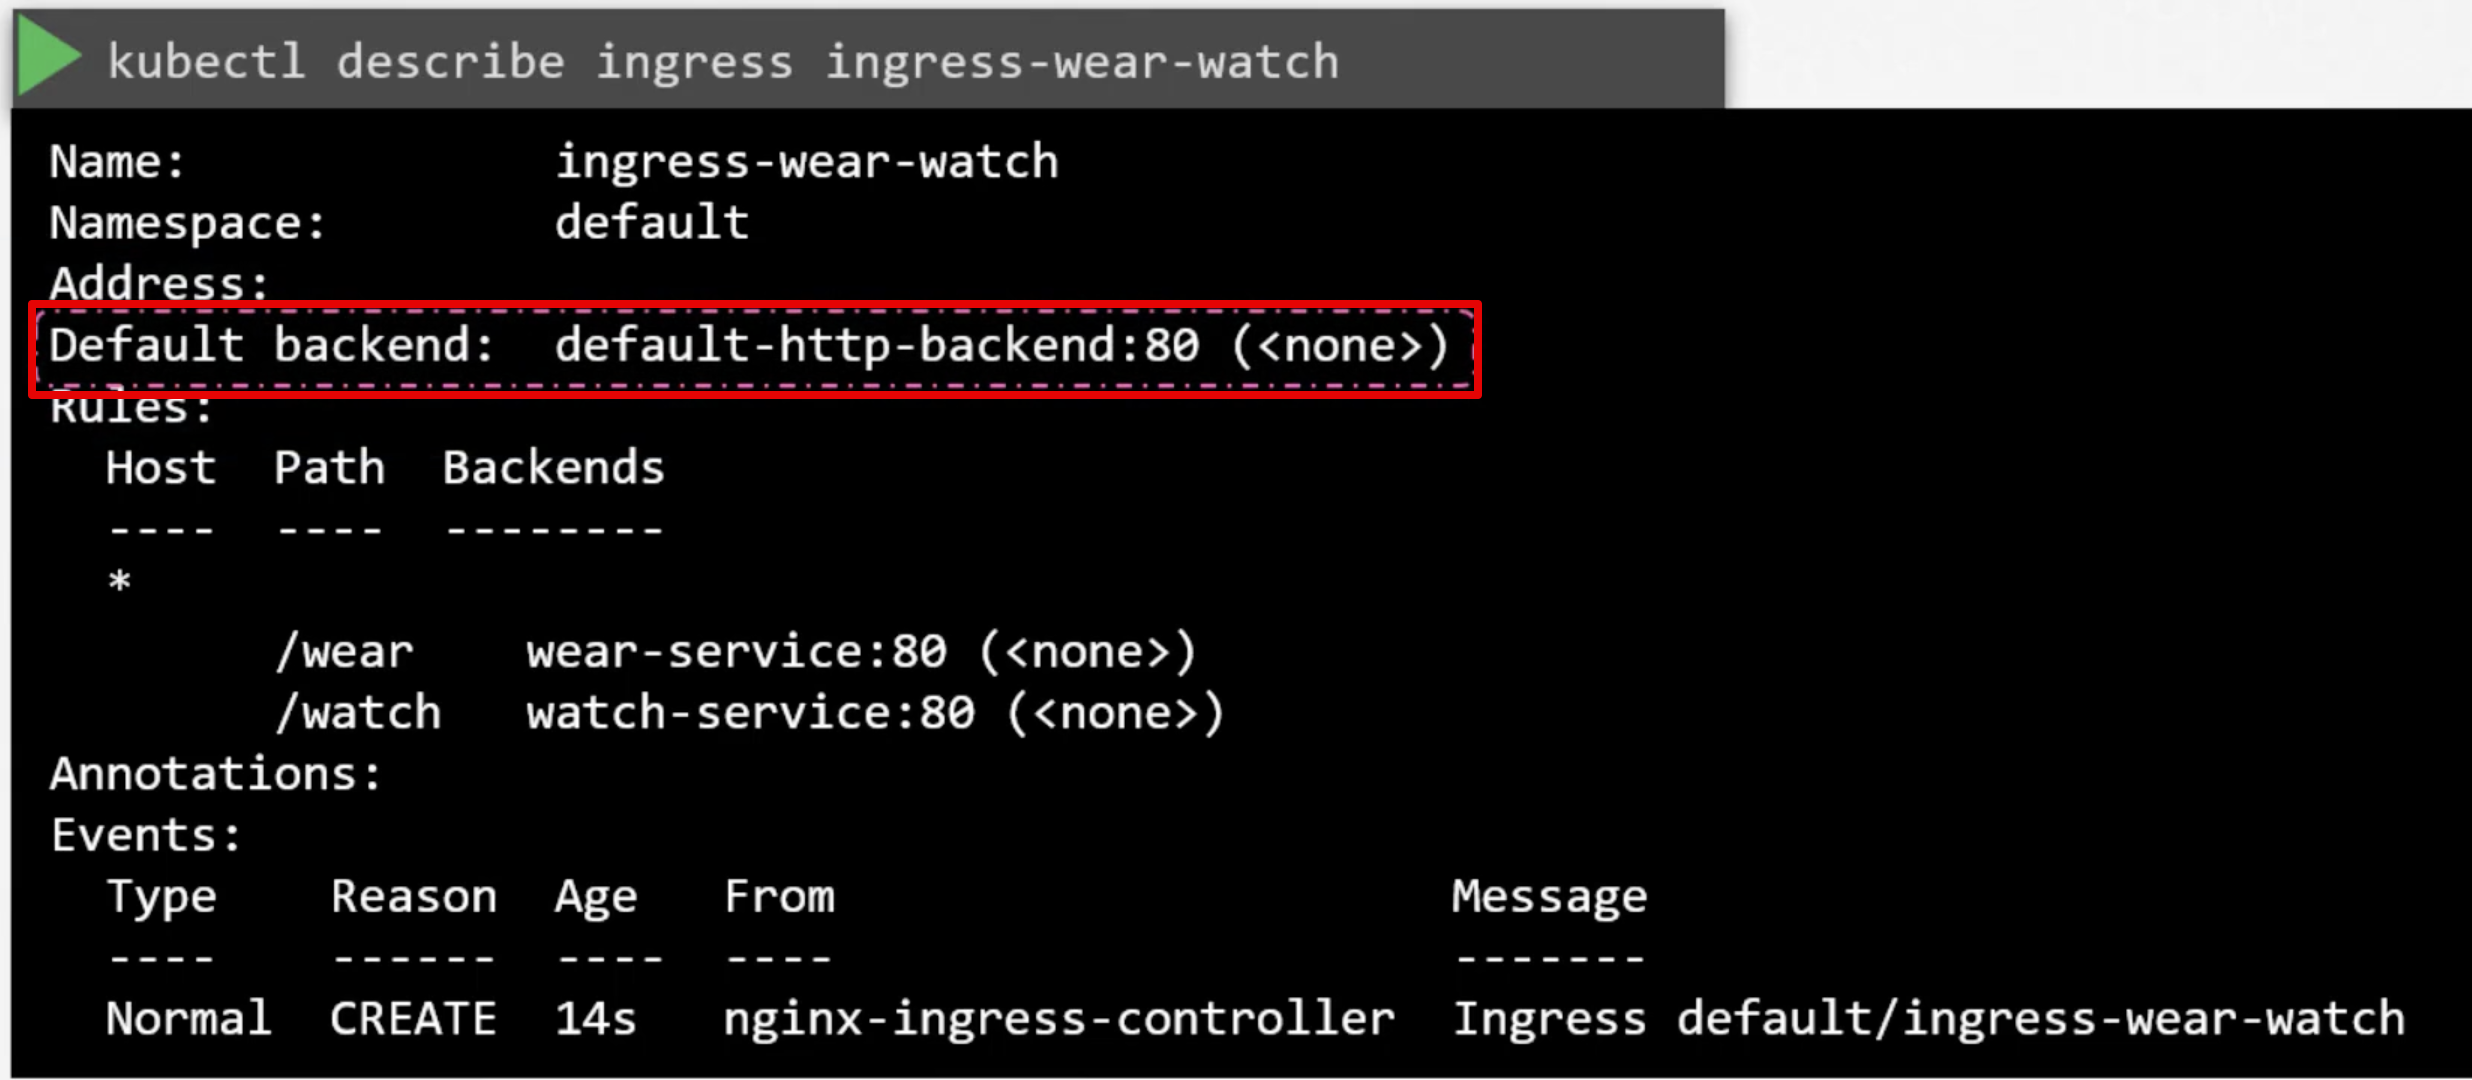 kubectl describe ingress ingress-wear-watch
Name: ingress-wear-watch
Namespace: default
Address:
Default backend: default-http-backend:80 (<none>)
Rules:
Host Path Backends
---- ---- --------
*
/wear wear-service:80 (<none>)
/watch watch-service:80 (<none>)
Annotations:
Events:
Type Reason Age From Message
---- ------ ---- ---- -------
Normal CREATE 14s nginx-ingress-controller Ingress default/ingress-wear-watch